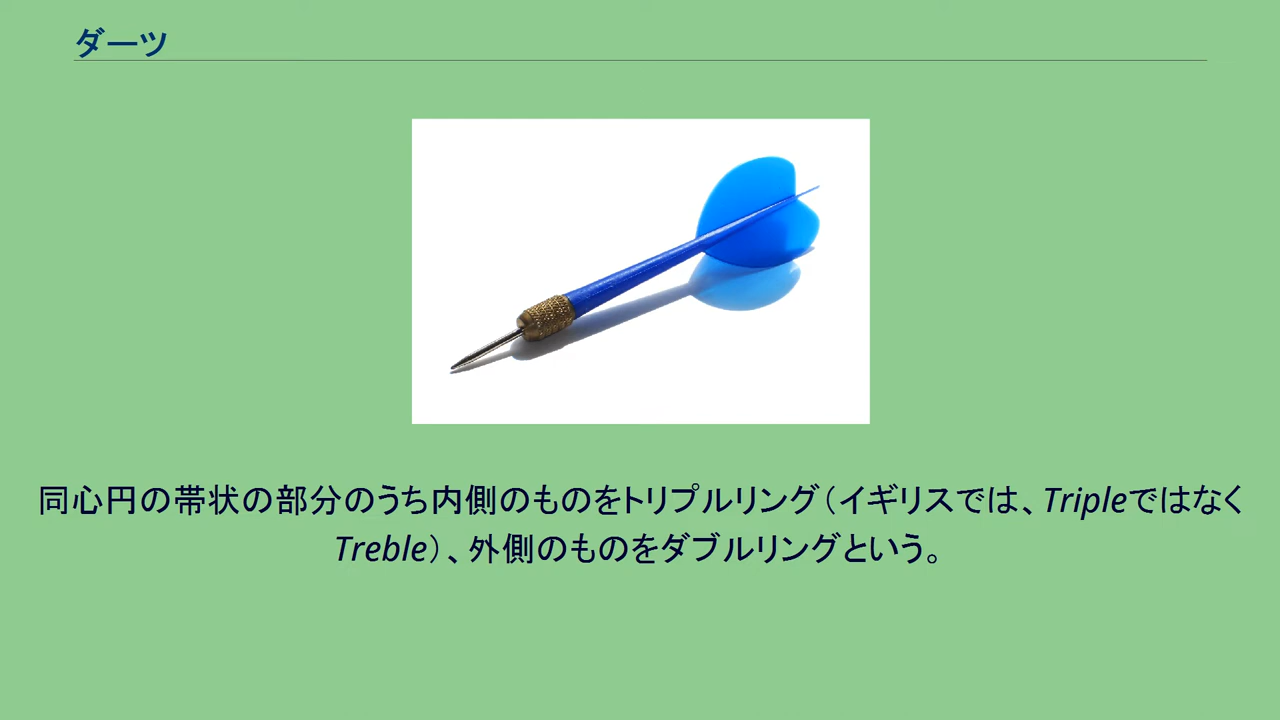 ダーツ
同心円の帯状の部分のうち内側のものをトリプルリング（イギリスでは、Tripleではなく
Treble）、外側のものをダブルリングという。